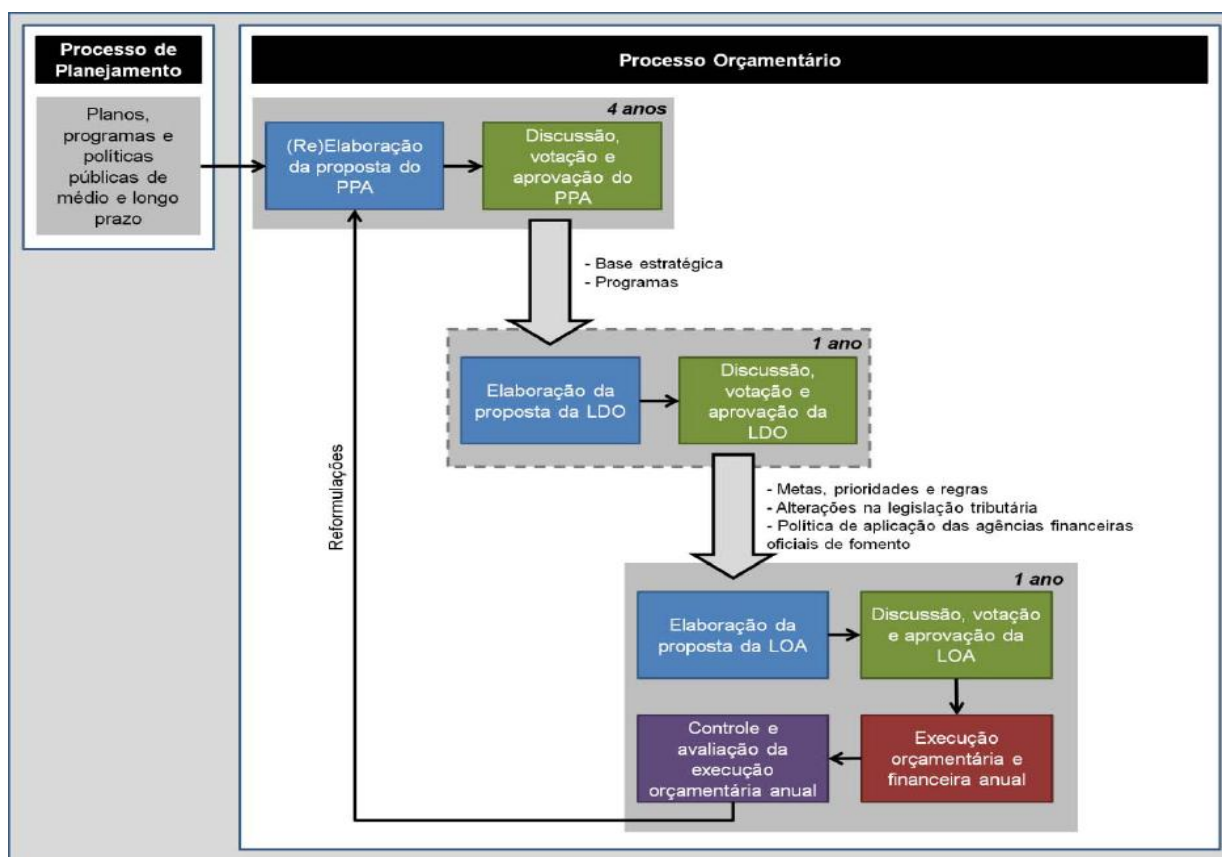 Processo de
Planejamento
Planos,
programas e
políticas
públicas de
médio e longo
prazo
Processo Orçamentário
4 anos
(Re)Elaboração
da proposta do
PPA
Discussão,
votação e
aprovação do
PPA
- Base estratégica
- Programas
1 ano
Elaboração da
proposta da LDO
Discussão,
votação e
aprovação da
LDO
Reformulações
- Metas, prioridades e regras
- Alterações na legislação tributária
- Política de aplicação das agências financeiras
oficiais de fomento
1 ano
Elaboração da
proposta da LOA
Discussão, votação
e aprovação da
LOA
Controle e
avaliação da
execução
orçamentária anual
Execução
orçamentária e
financeira anual